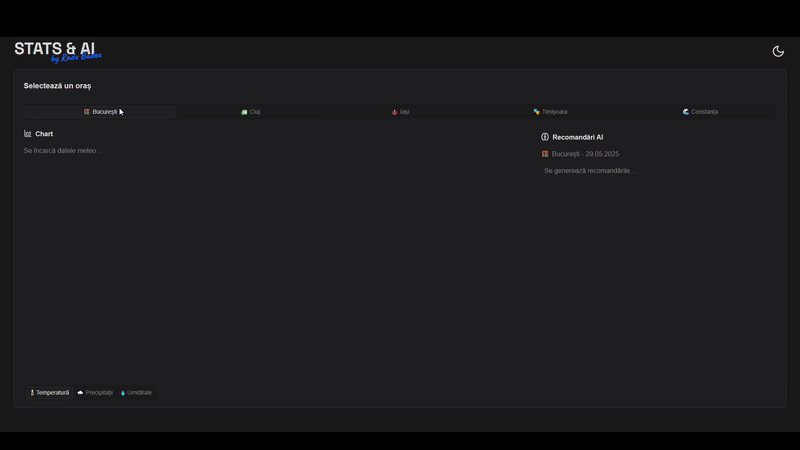 STATS & AI
by Radu Badea
Selectează un oraș
București
Cluj
Iași
Timișoara
Constanța
Chart
Se încarcă datele meteo...
Recomandări AI
București - 29.05.2025
Se generează recomandările...
Temperatură
Precipitații
Umiditate